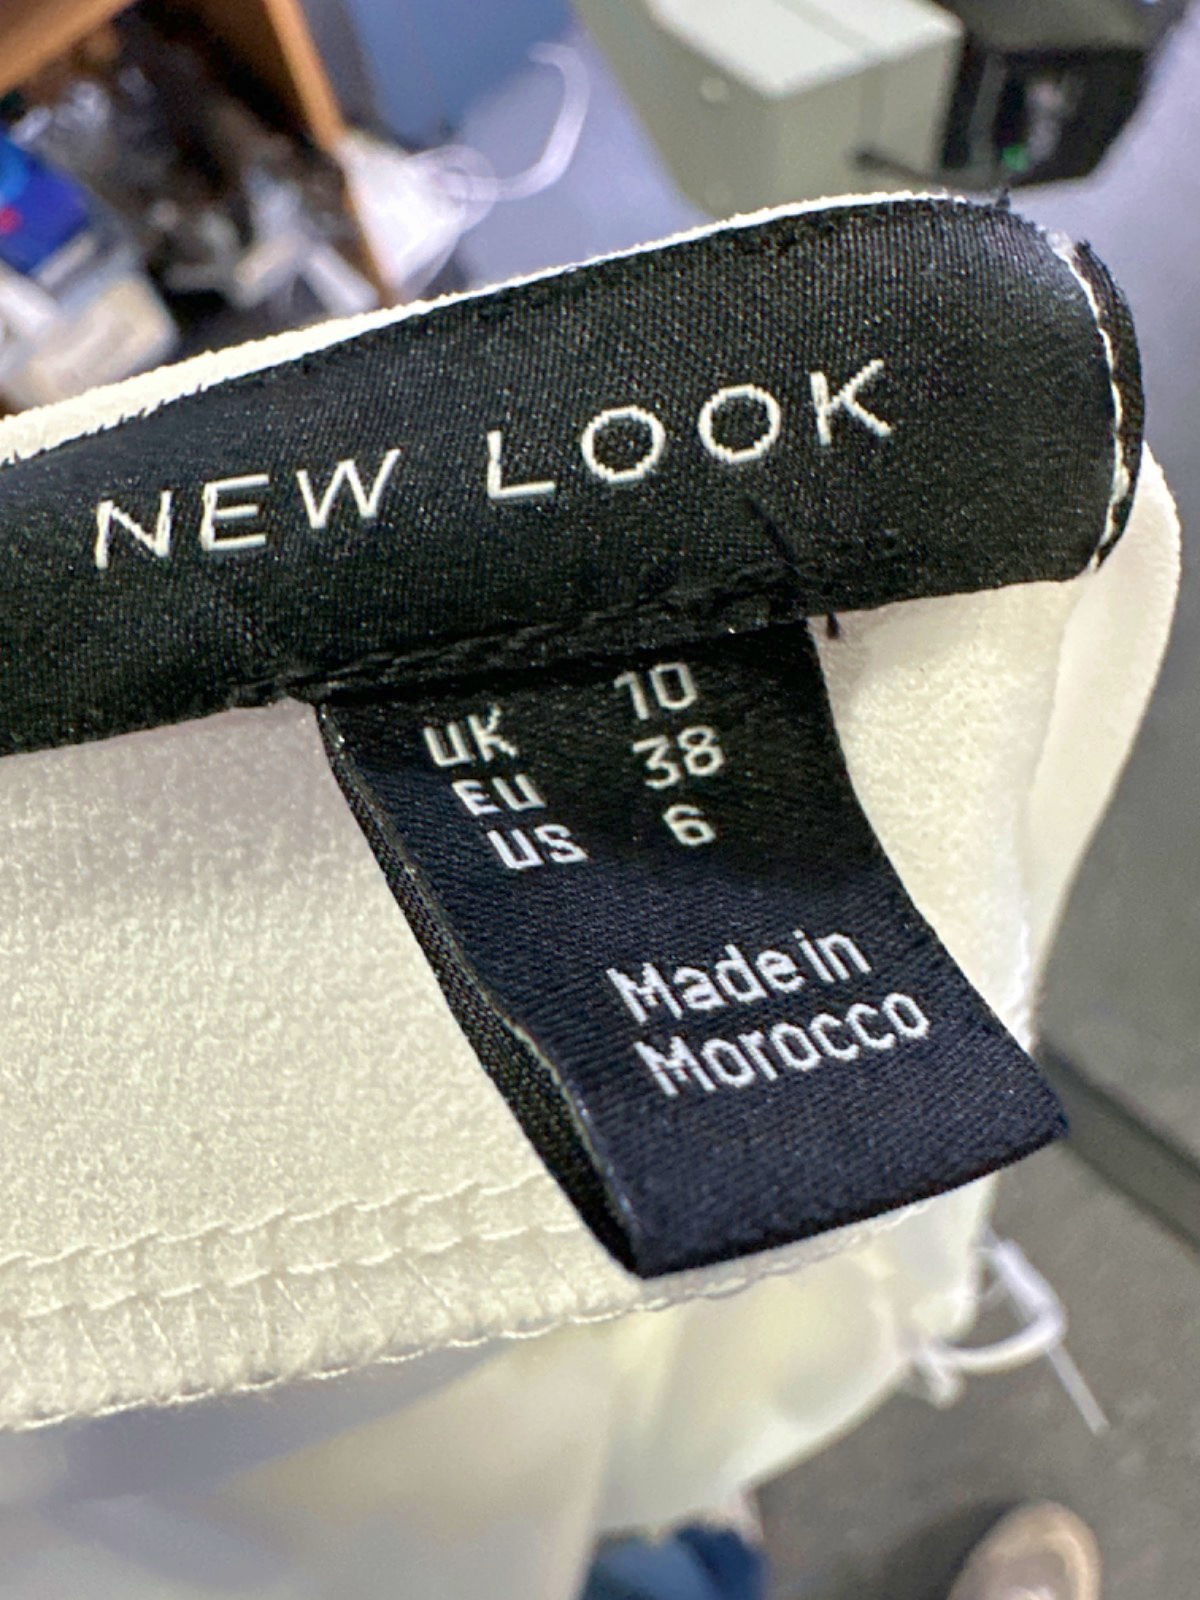 NEW LOOK
UK 10
EU 38
US 6
Made in
Morocco